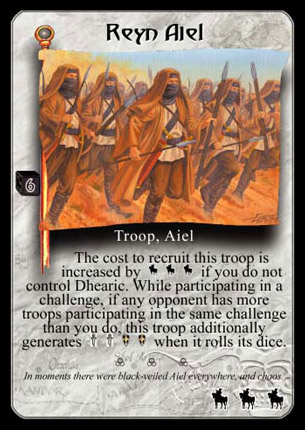 Reyn Aiel
6
Troop, Aiel
The cost to recruit this troop is
increased by if you do not
control Dhearic. While participating in a
challenge, if any opponent has more
troops participating in the same challenge
than you do, this troop additionally
generates when it rolls its dice.
In moments there were black-veiled Aiel everywhere, and chaos.